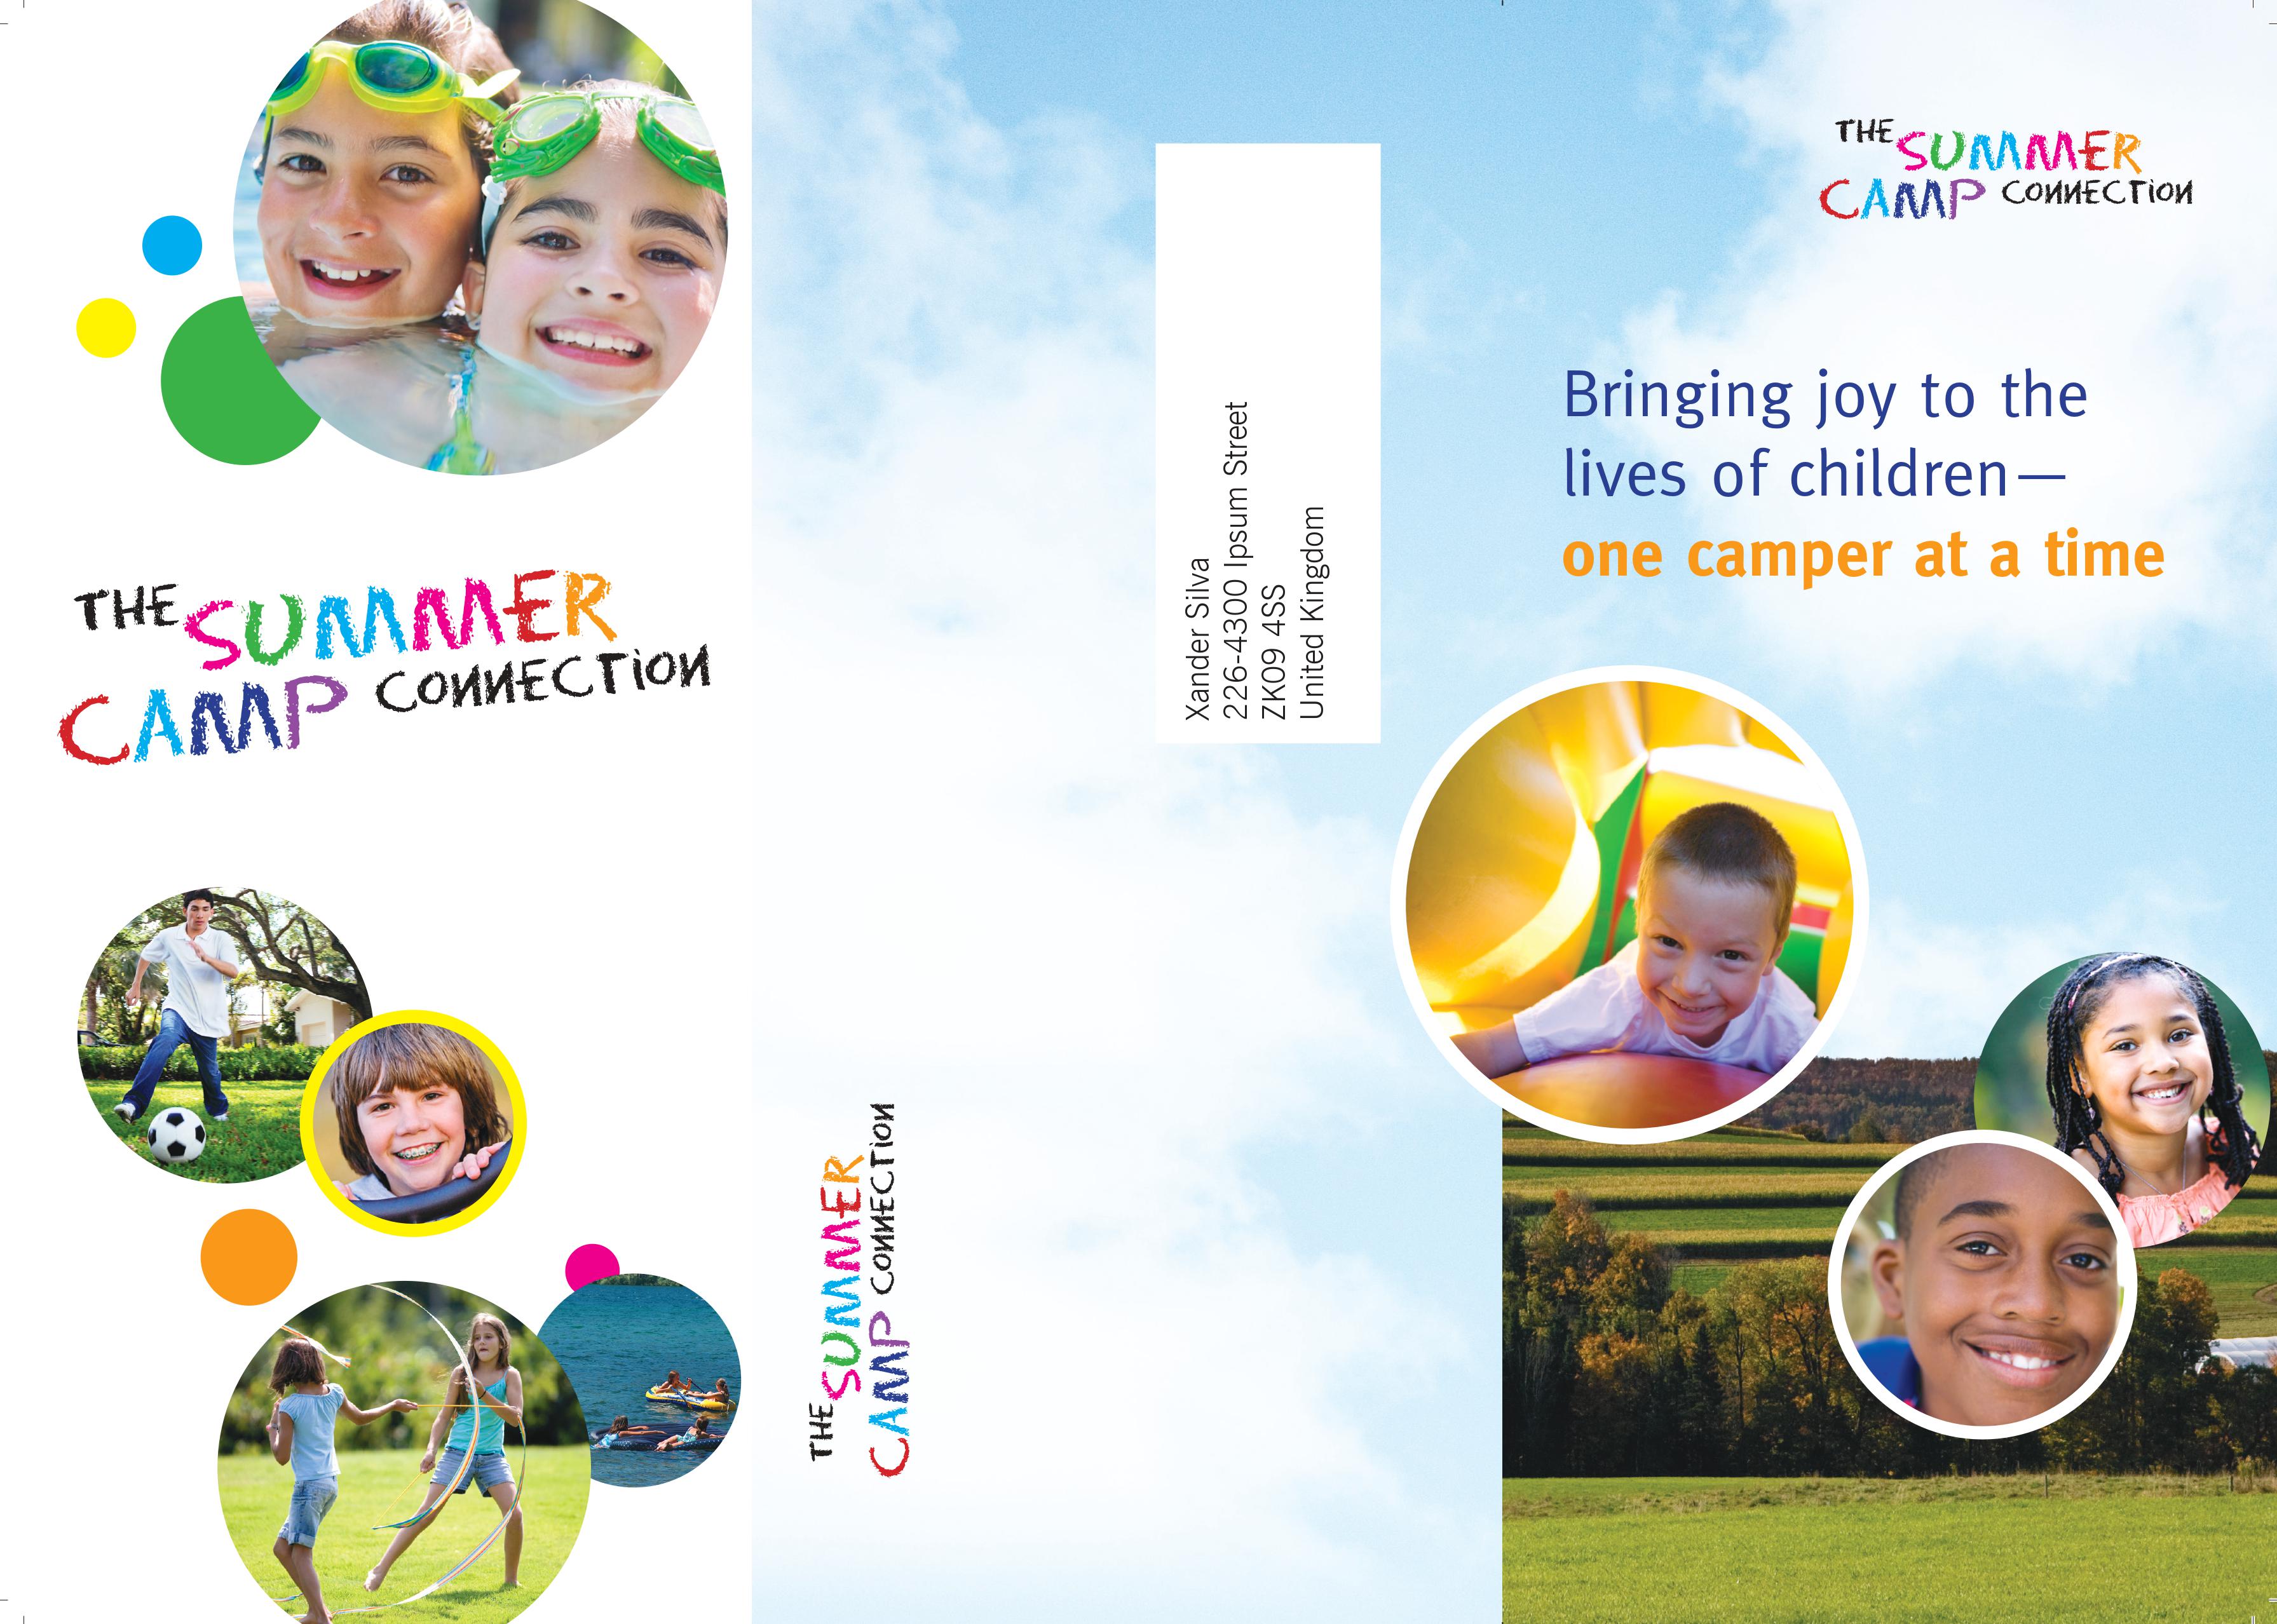 THE SUMMER
CAMP CONNECTION
Xander Silva
226-4300 Ipsum Street
ZK09 4SS
United Kingdom
THE SUMMER
CAMP CONNECTION
THE SUMMER
CAMP CONNECTION
Bringing joy to the
lives of children—
one camper at a time